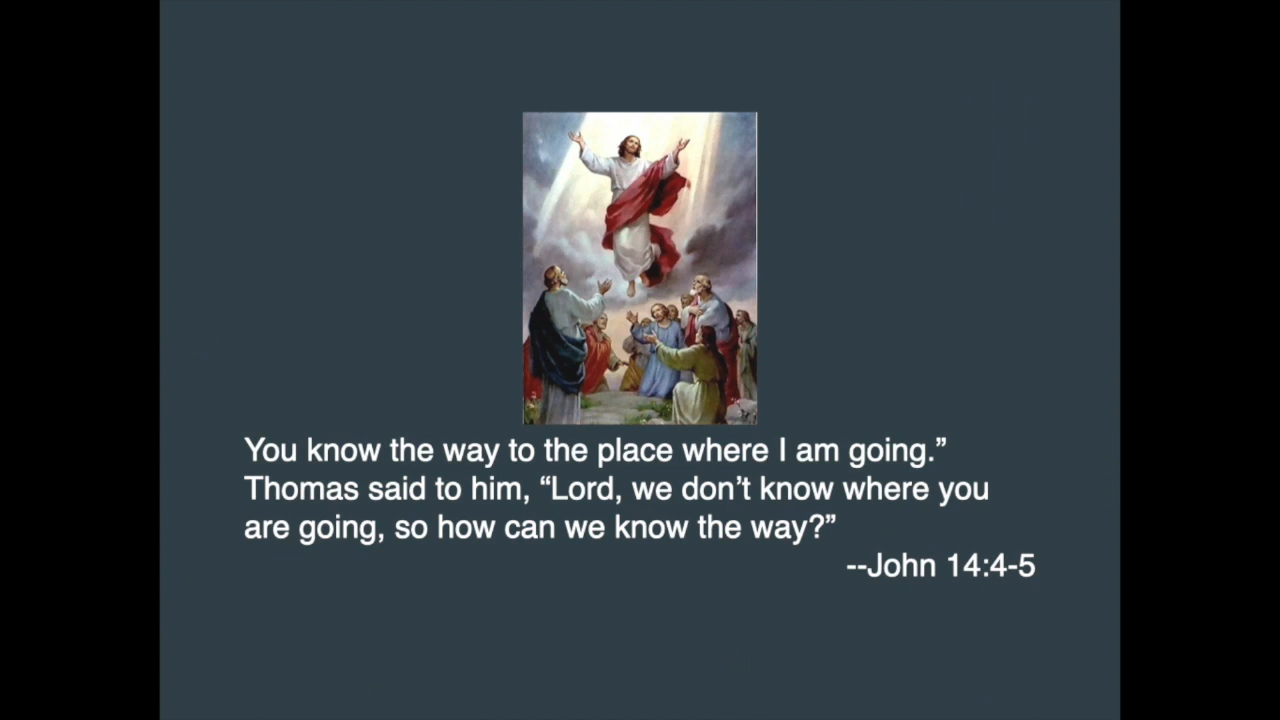 You know the way to the place where I am going.”
Thomas said to him, “Lord, we don’t know where you
are going, so how can we know the way?”
--John 14:4-5